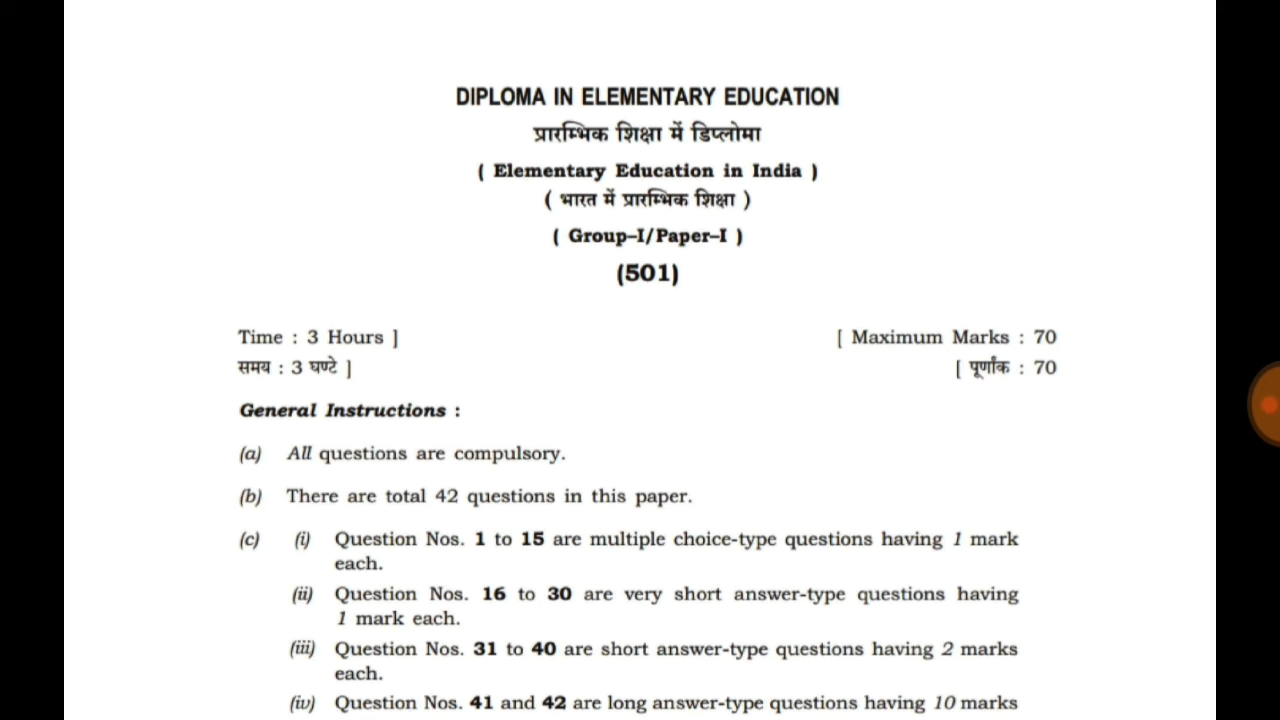 DIPLOMA IN ELEMENTARY EDUCATION
प्रारम्भिक शिक्षा में डिप्लोमा
( Elementary Education in India )
( भारत में प्रारम्भिक शिक्षा )
( Group–I/Paper–I )
(501)
Time : 3 Hours ] [ Maximum Marks : 70
समय : 3 घण्टे ] [ पूर्णांक : 70
General Instructions :
(a) All questions are compulsory.
(b) There are total 42 questions in this paper.
(c) (i) Question Nos. 1 to 15 are multiple choice-type questions having 1 mark
each.
(ii) Question Nos. 16 to 30 are very short answer-type questions having
1 mark each.
(iii) Question Nos. 31 to 40 are short answer-type questions having 2 marks
each.
(iv) Question Nos. 41 and 42 are long answer-type questions having 10 marks